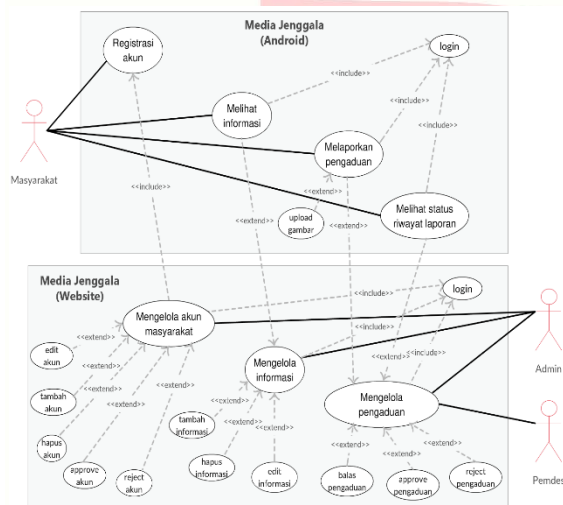 Media Jenggala
(Android)
Registrasi
akun
login
<<include>>
Melihat
informasi
<<include>>
Melaporkan
pengaduan
<<include>>
Masyarakat
<<include>>
<<extend>>
upload
gambar
<<extend>>
<<extend>>
Melihat status
riwayat laporan
Media Jenggala
(Website)
login
<<include>>
Mengelola akun
masyarakat
<<include>>
<<extend>>
edit
akun
<<extend>>
Mengelola
informasi
<<extend>>
<<include>>
Admin
<<extend>>
tambah
akun
<<extend>>
<<extend>>
Mengelola
pengaduan
<<extend>>
hapus
akun
tambah
informasi
<<extend>>
<<extend>>
<<extend>>
<<extend>>
<<extend>>
approve
akun
reject
akun
hapus
informasi
edit
informasi
balas
pengaduan
approve
pengaduan
reject
pengaduan
Pemdes